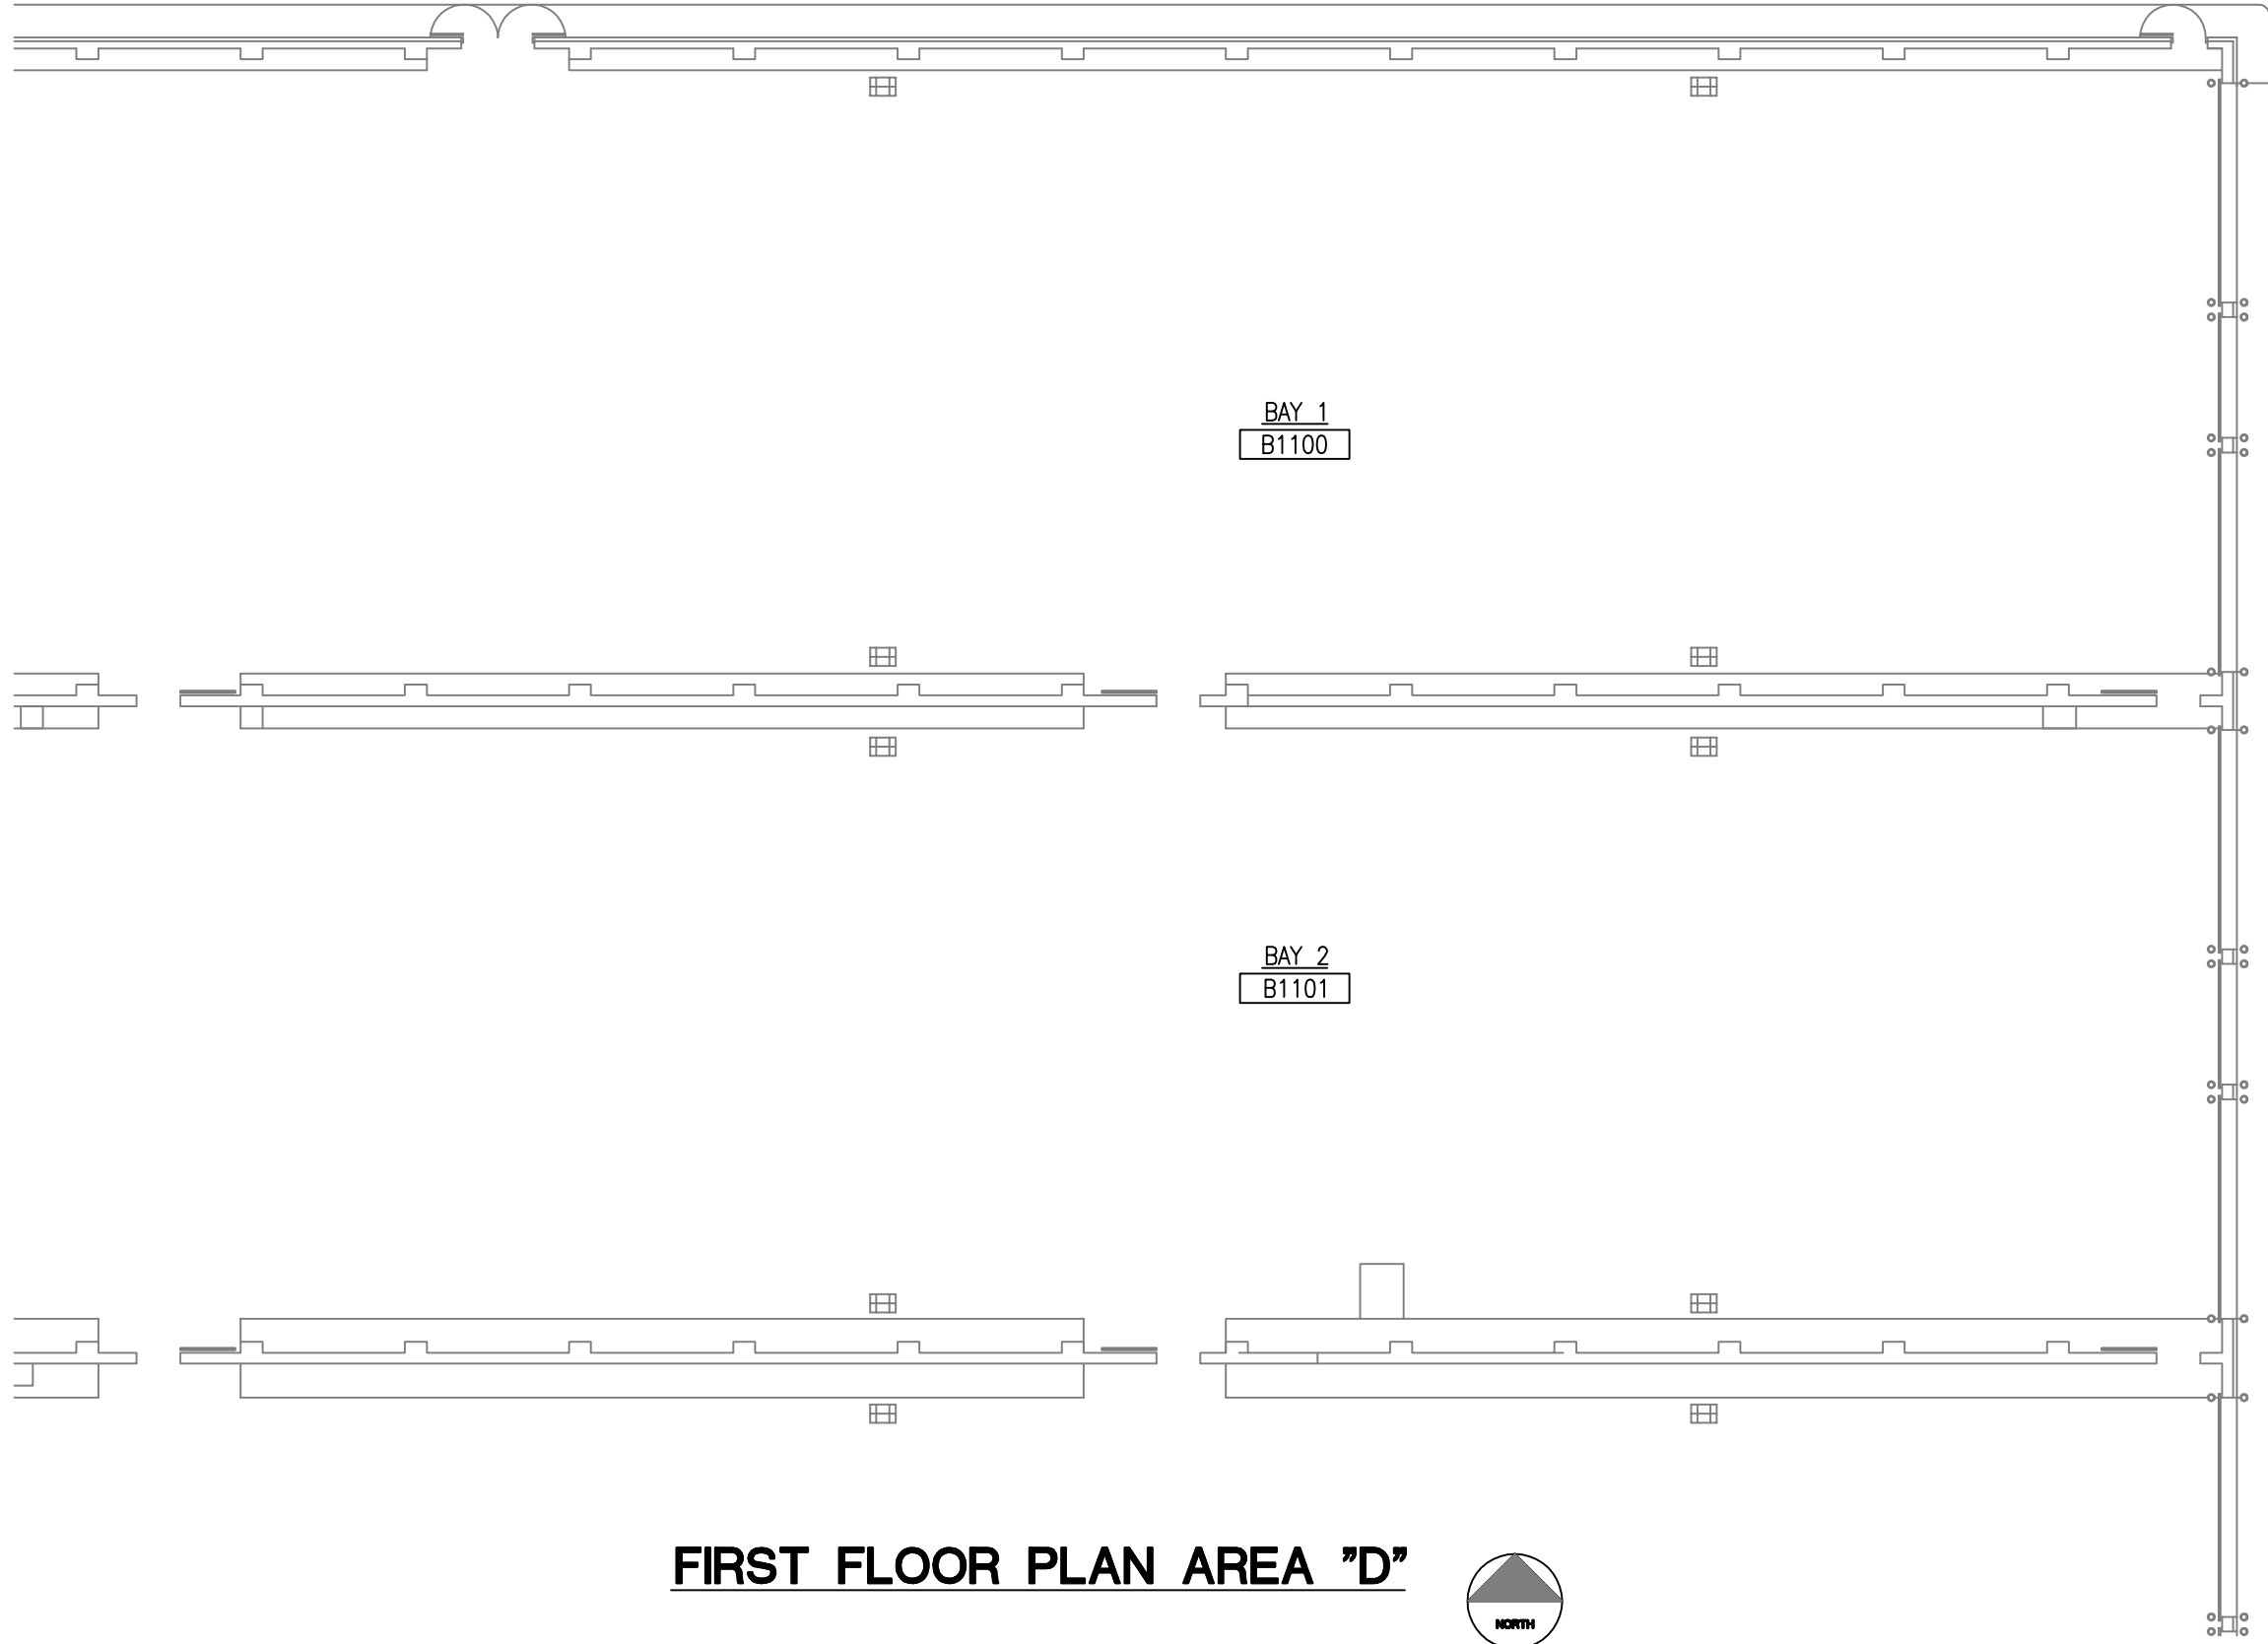 BAY 1
B1100
BAY 2
B1101
FIRST FLOOR PLAN AREA "D"
NORTH